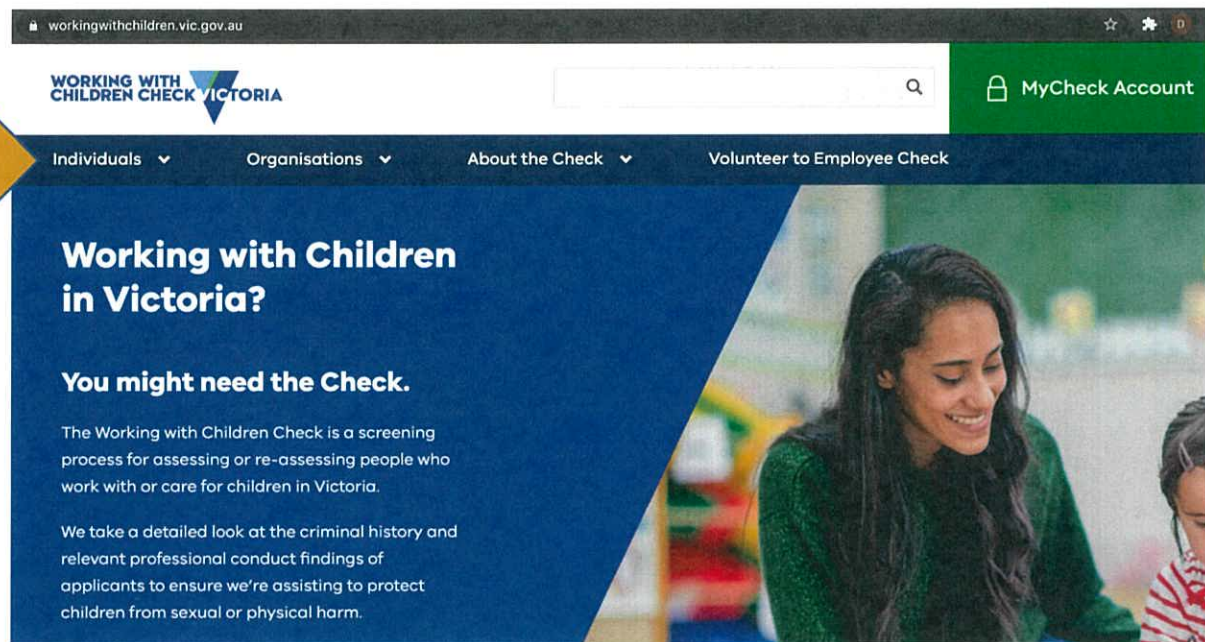 workingwithchildren.vic.gov.au
D
WORKING WITH
CHILDREN CHECK VICTORIA
MyCheck Account
Individuals
Organisations
About the Check
Volunteer to Employee Check
Working with Children
in Victoria?
You might need the Check.
The Working with Children Check is a screening
process for assessing or re-assessing people who
work with or care for children in Victoria.
We take a detailed look at the criminal history and
relevant professional conduct findings of
applicants to ensure we're assisting to protect
children from sexual or physical harm.